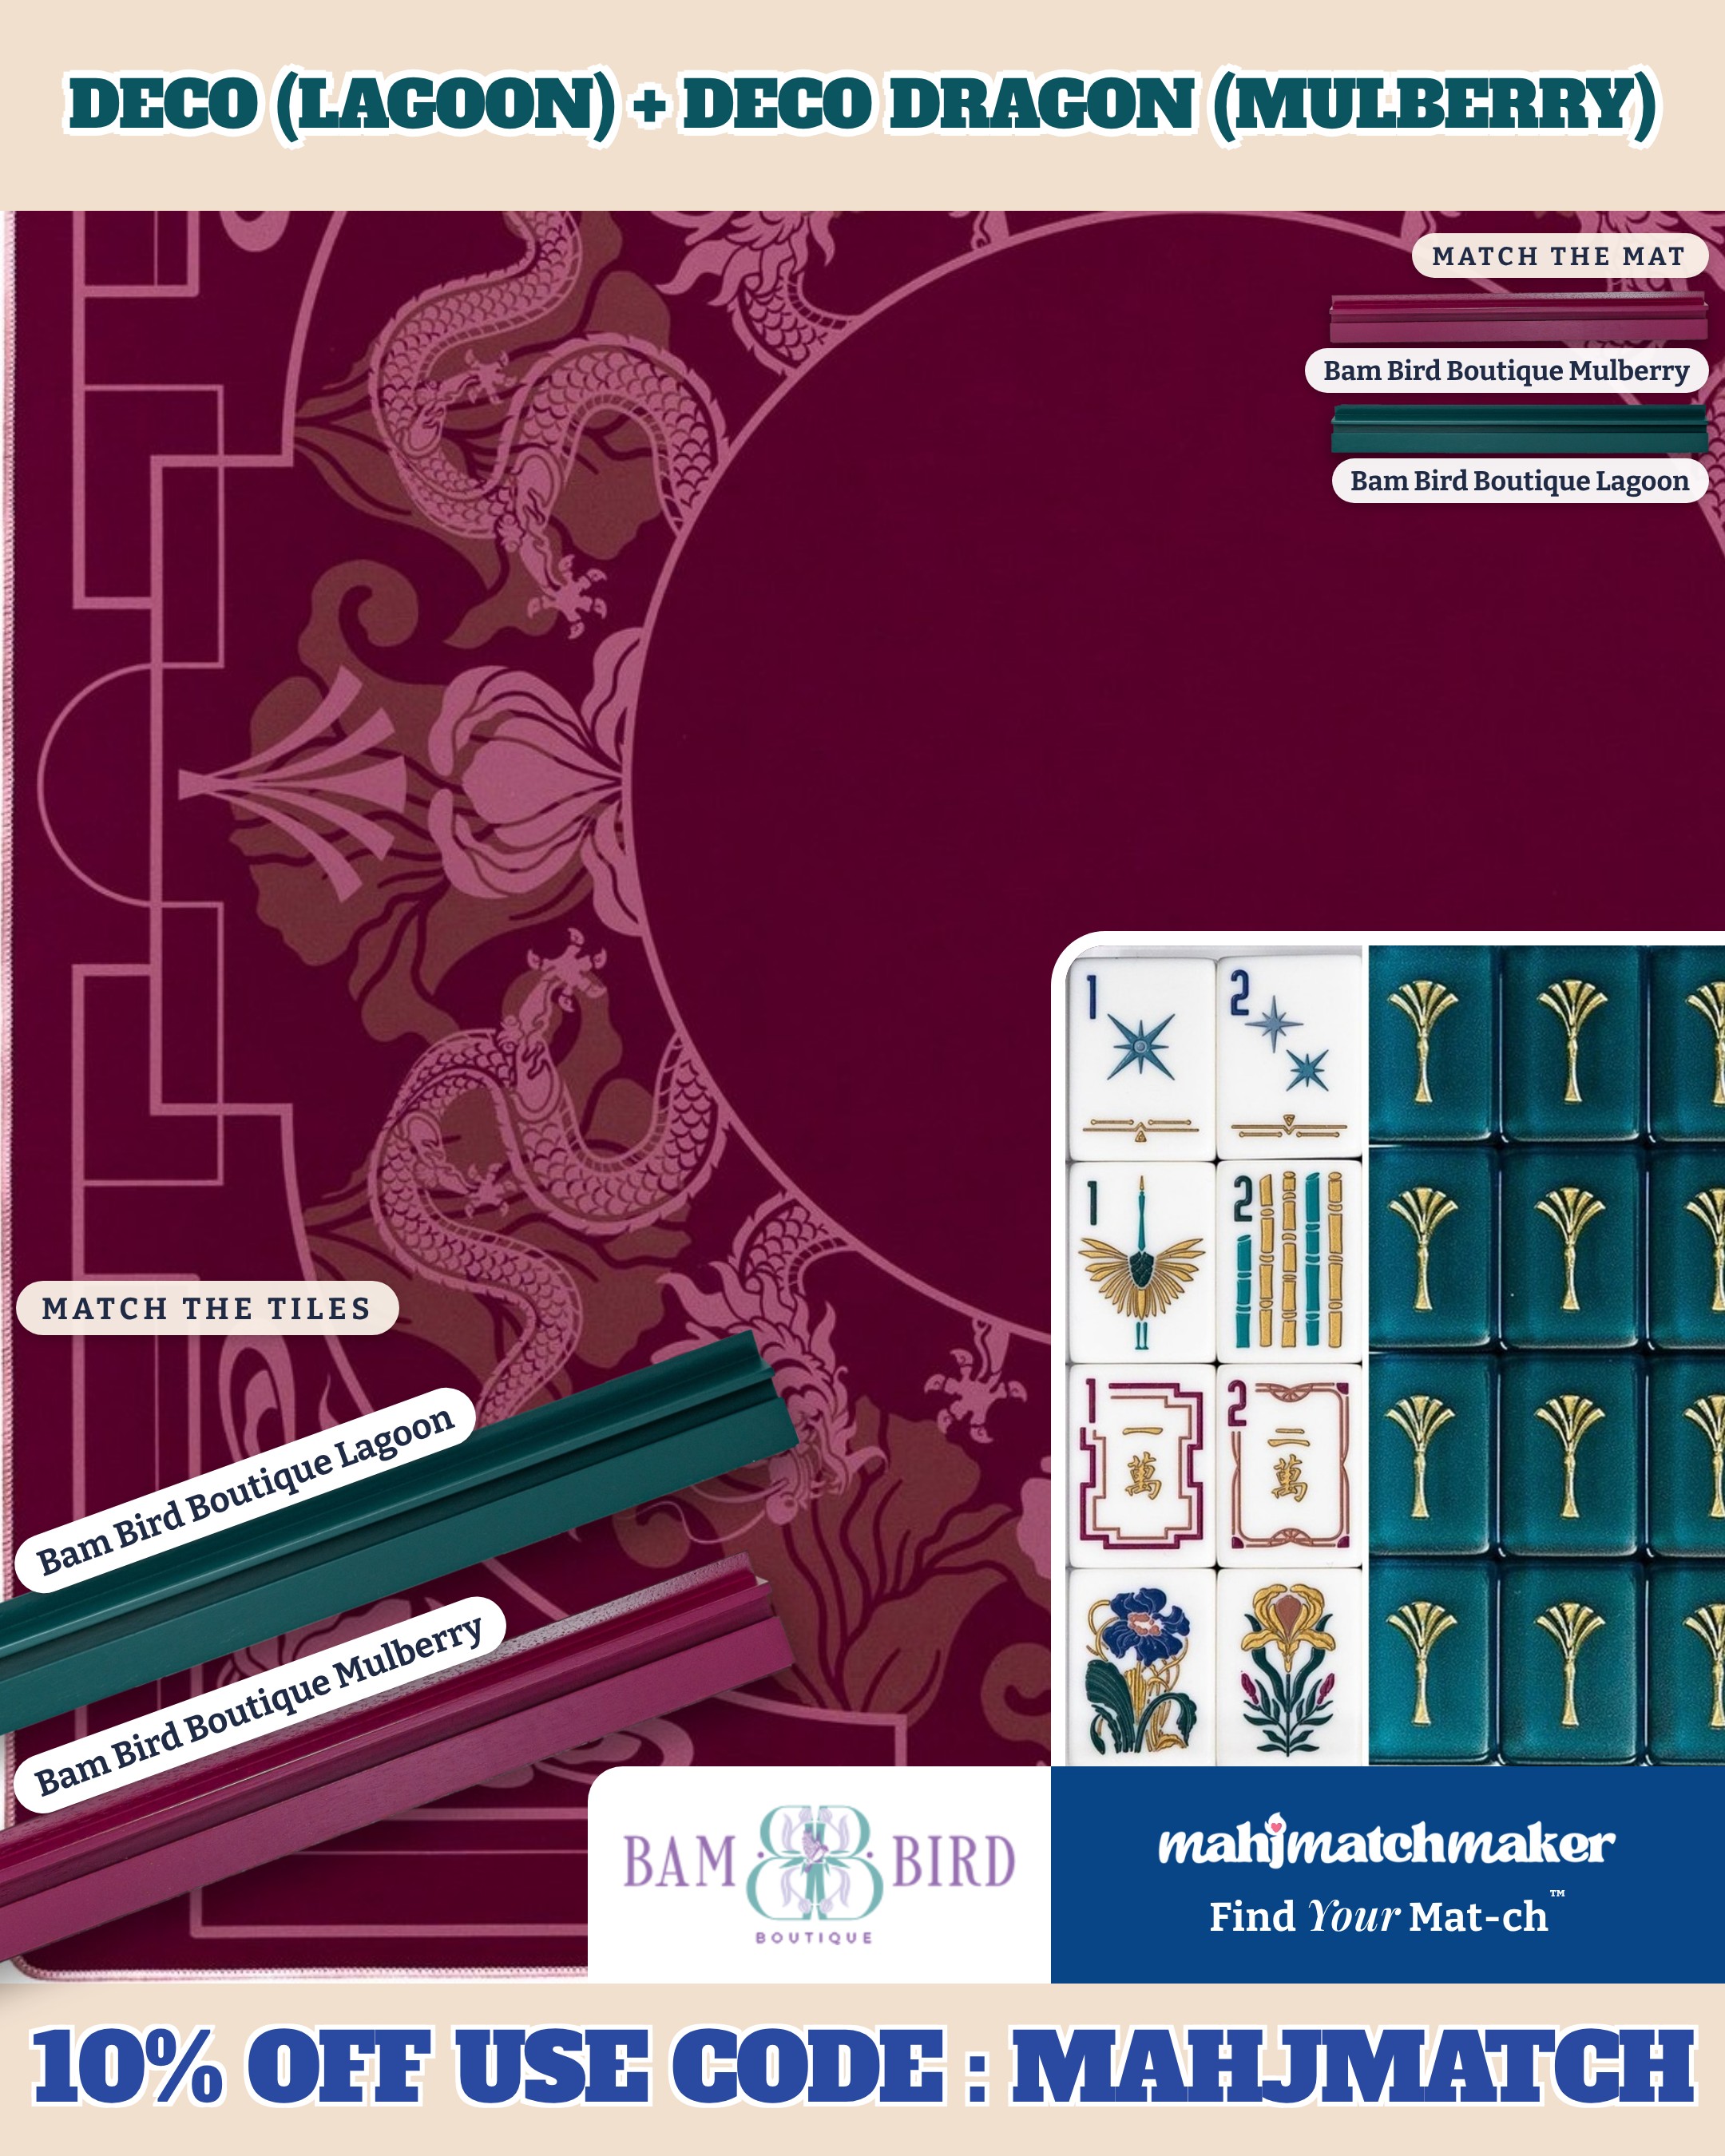 DECO (LAGOON) + DECO DRAGON (MULBERRY)
MATCH THE MAT
Bam Bird Boutique Mulberry
Bam Bird Boutique Lagoon
1
2
1
2
1
一
萬
2
二
萬
MATCH THE TILES
Bam Bird Boutique Lagoon
Bam Bird Boutique Mulberry
BAM BB BIRD
BOUTIQUE
mahjmatchmaker
Find Your Mat-ch™
10% OFF USE CODE : MAHJMATCH